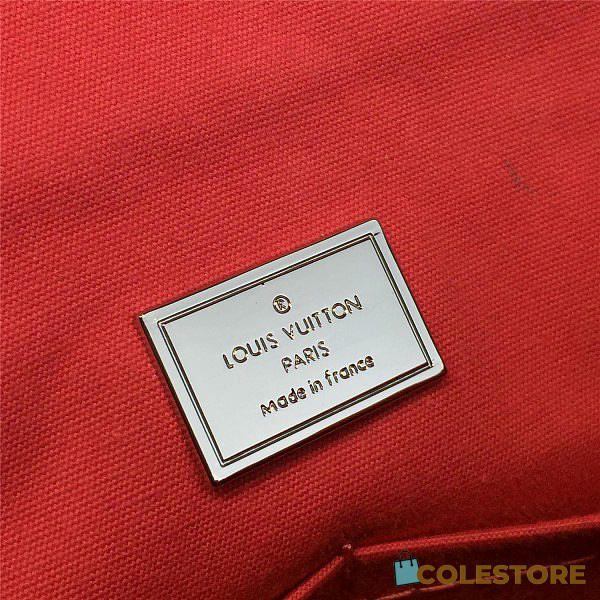 ®
LOUIS VUITTON
PARIS
Made in france
COLESTORE